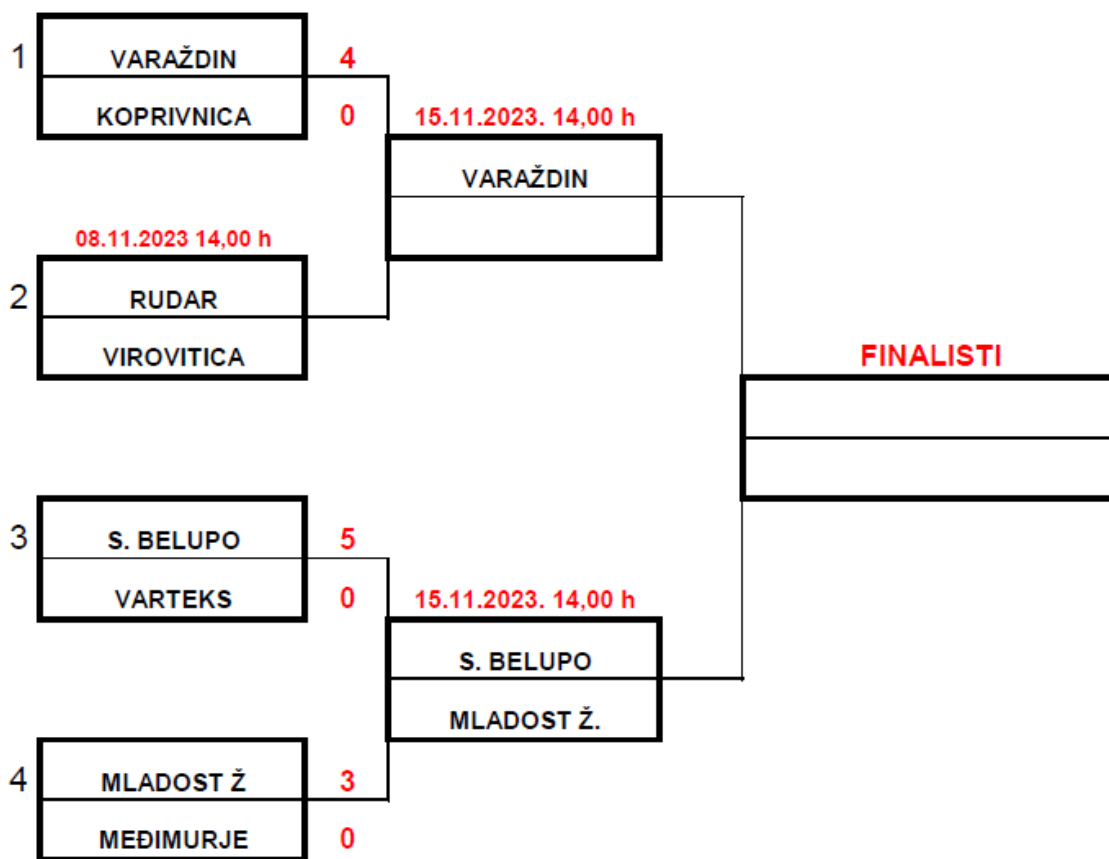 1
VARAŽDIN 4
KOPRIVNICA 0
15.11.2023. 14,00 h
VARAŽDIN
08.11.2023 14,00 h
2
RUDAR
VIROVITICA
FINALISTI
3
S. BELUPO 5
VARTEKS 0
15.11.2023. 14,00 h
S. BELUPO
MLADOST Ž.
4
MLADOST Ž 3
MEĐIMURJE 0